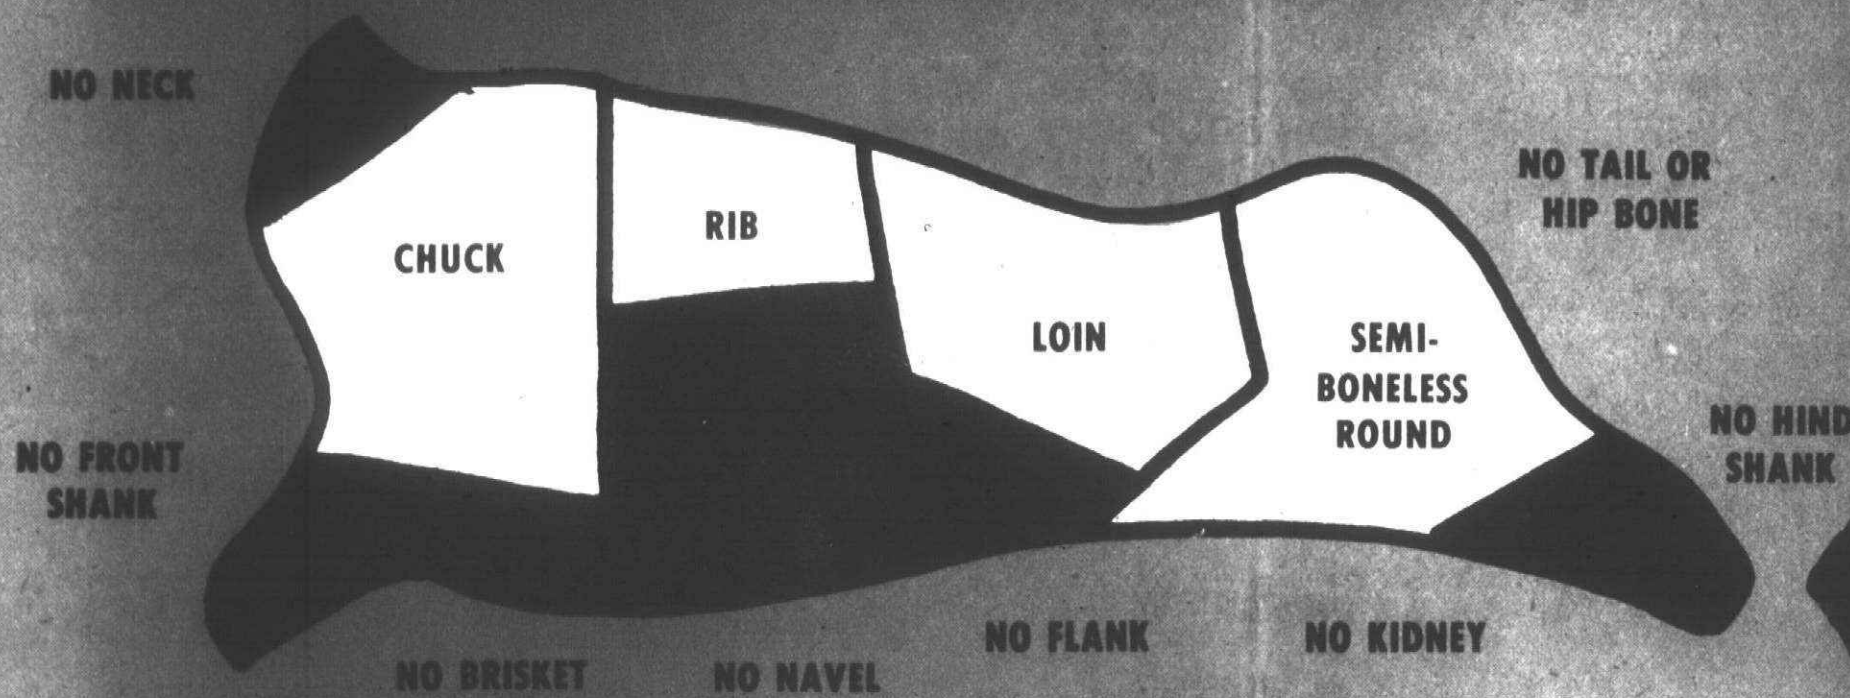 NO NECK
NO TAIL OR
HIP BONE
CHUCK
RIB
LOIN
SEMI-
BONELESS
ROUND
NO FRONT
SHANK
NO HIND
SHANK
NO FLANK
NO KIDNEY
NO BRISKET
NO NAVEL